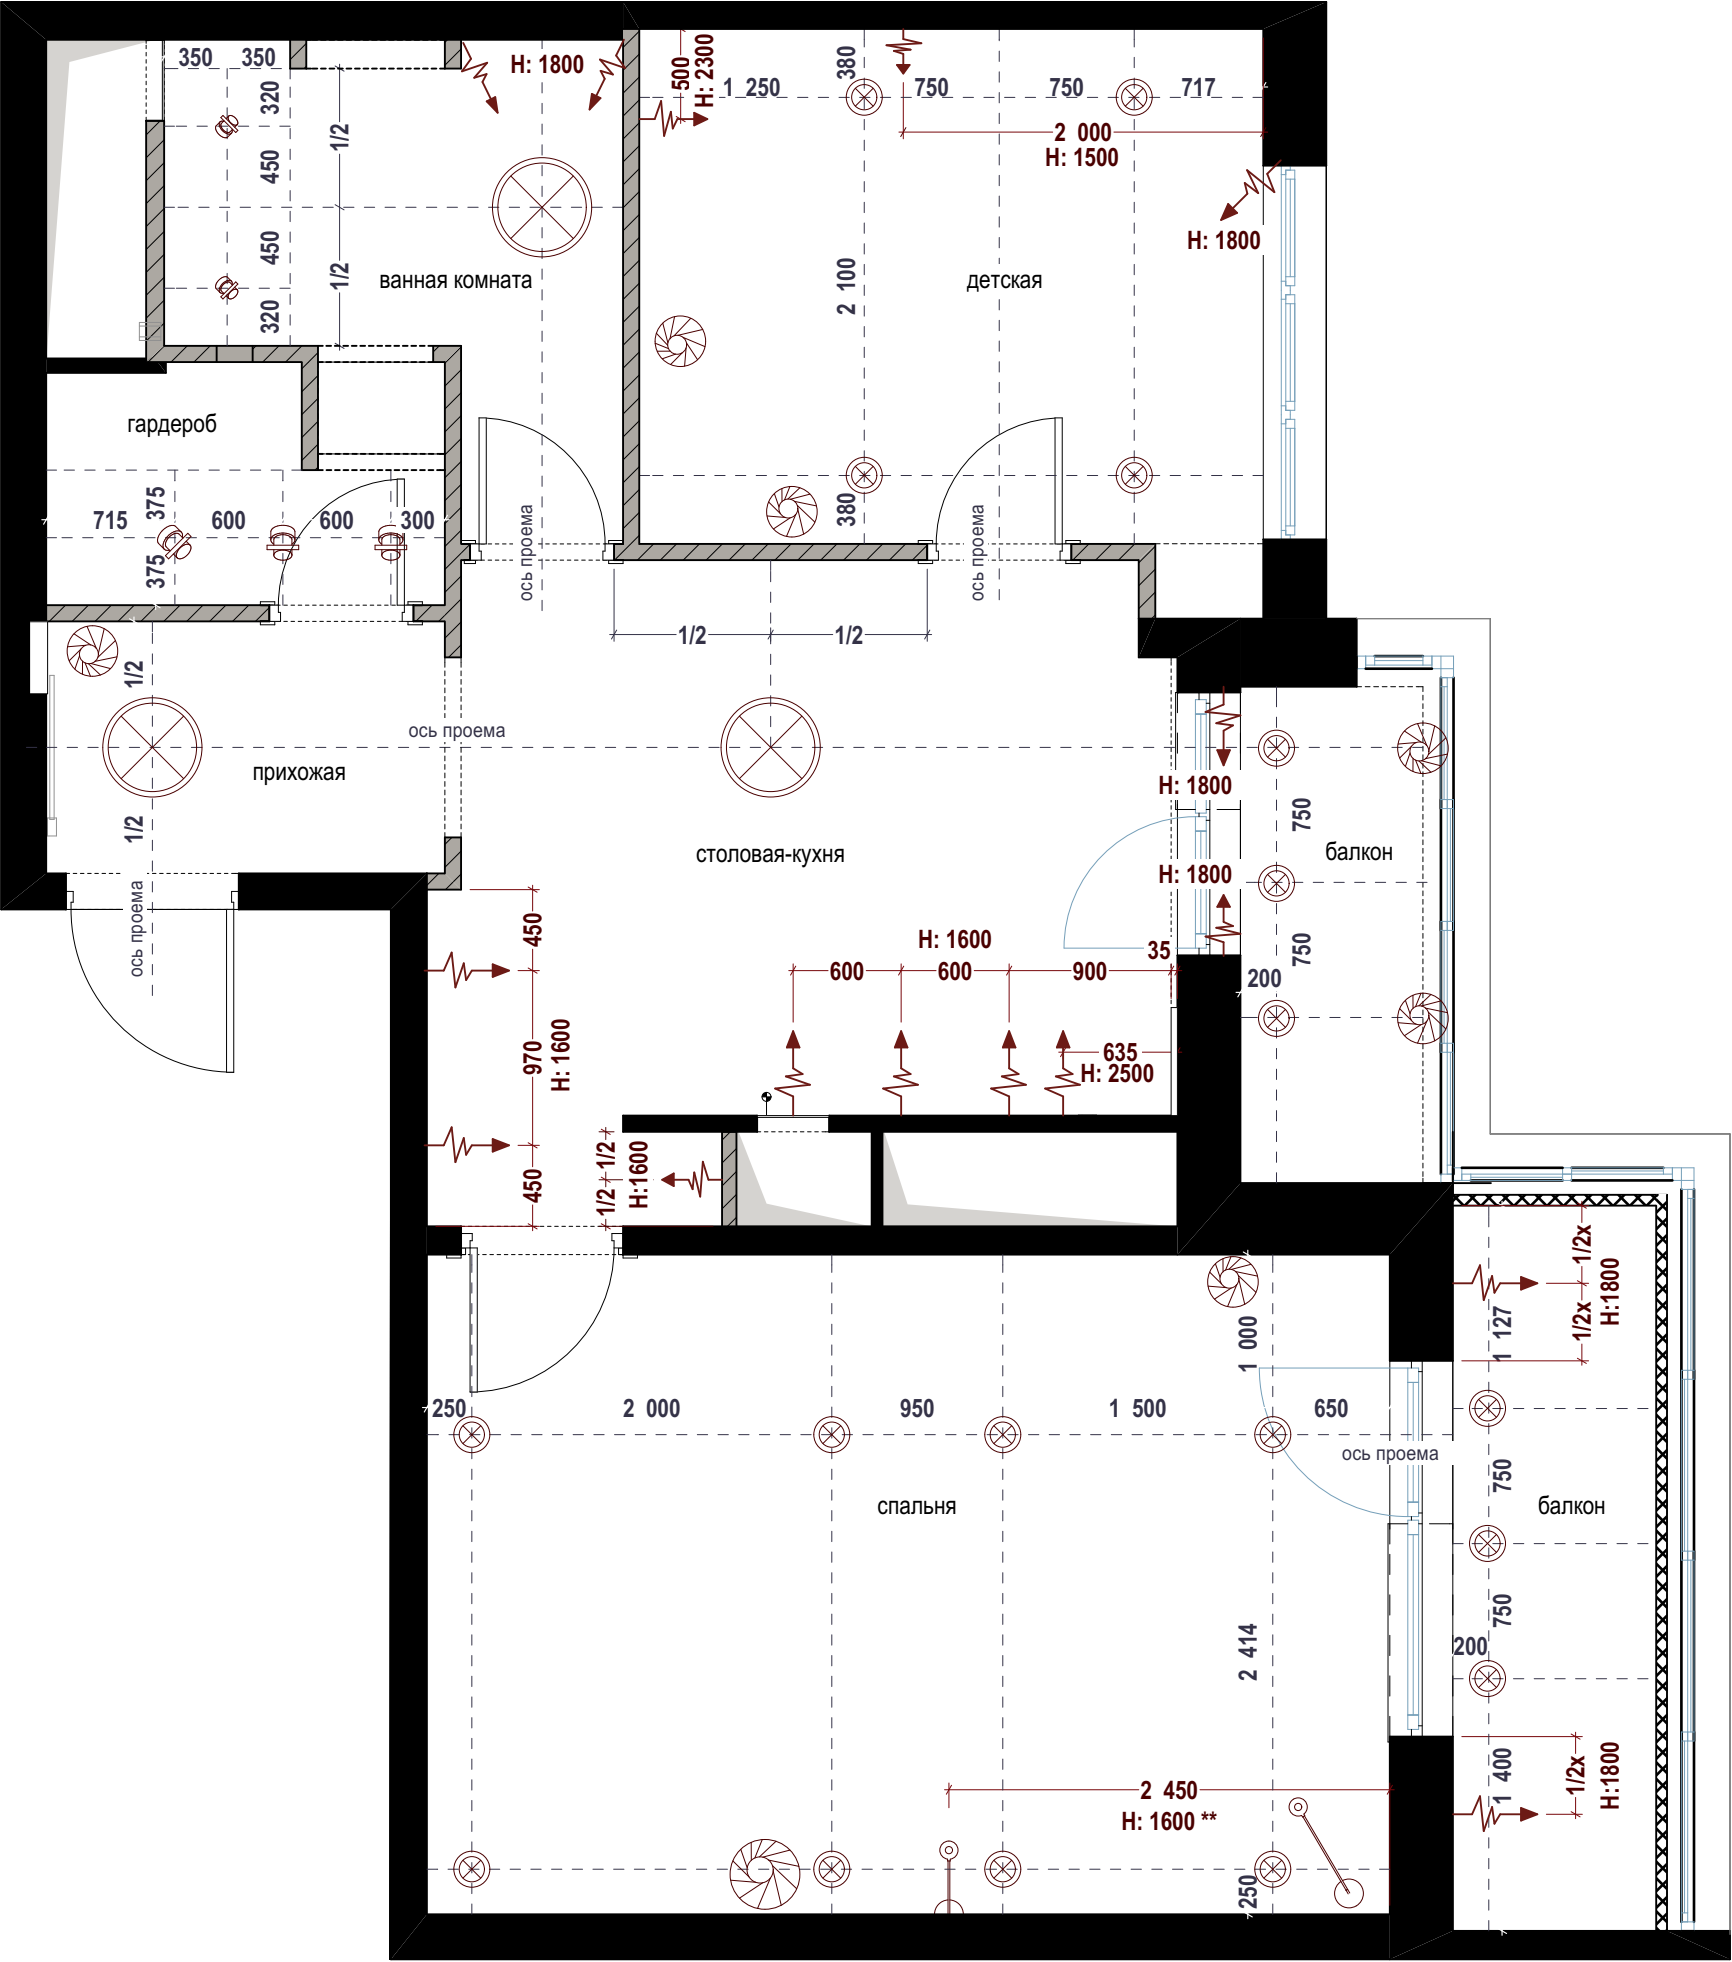 350
350
H: 1800
500
H: 2300
380
1 250
750
750
717
320
1/2
450
2 000
H: 1500
450
1/2
320
H: 1800
ванная комната
детская
2 100
гардероб
715
375
600
600
300
375
380
ось проема
ось проема
1/2
1/2
1/2
ось проема
прихожая
1/2
ось проема
столовая-кухня
H: 1800
750
балкон
H: 1800
750
200
450
H: 1600
35
600
600
900
970
H: 1600
635
H: 2500
450
1/2
1/2
H:1600
1/2x
1/2x
H:1800
1 127
1 000
250
2 000
950
1 500
650
ось проема
750
спальня
балкон
750
2 414
200
2 450
H: 1600 **
1 400
1/2x
H:1800
250